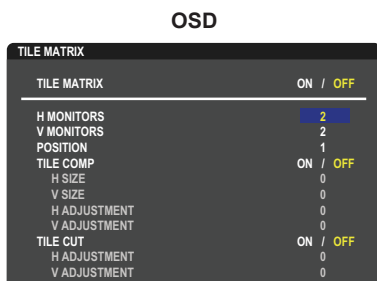 OSD
TILE MATRIX
TILE MATRIX ON / OFF
H MONITORS 2
V MONITORS 2
POSITION 1
TILE COMP ON / OFF
H SIZE 0
V SIZE 0
H ADJUSTMENT 0
V ADJUSTMENT 0
TILE CUT ON / OFF
H ADJUSTMENT 0
V ADJUSTMENT 0